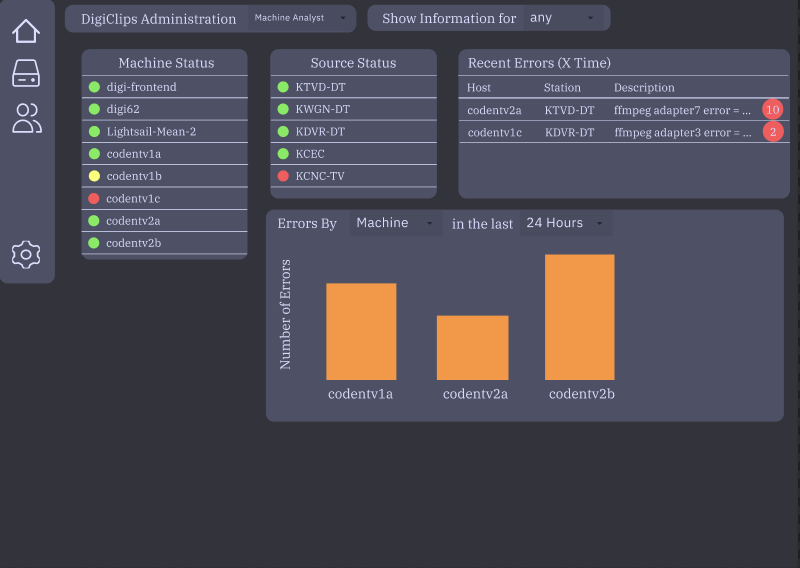 DigiClips Administration Machine Analyst
Show Information for any
Machine Status
digi-frontend
digi62
Lightsail-Mean-2
codentv1a
codentv1b
codentv1c
codentv2a
codentv2b
Source Status
KTVD-DT
KWGN-DT
KDVR-DT
KCEC
KCNC-TV
Recent Errors (X Time)
Host Station Description
codentv2a KTVD-DT ffmpeg adapter7 error = ... 10
codentv1c KDVR-DT ffmpeg adapter3 error = ... 2
Errors By Machine in the last 24 Hours
Number of Errors
codentv1a codentv2a codentv2b